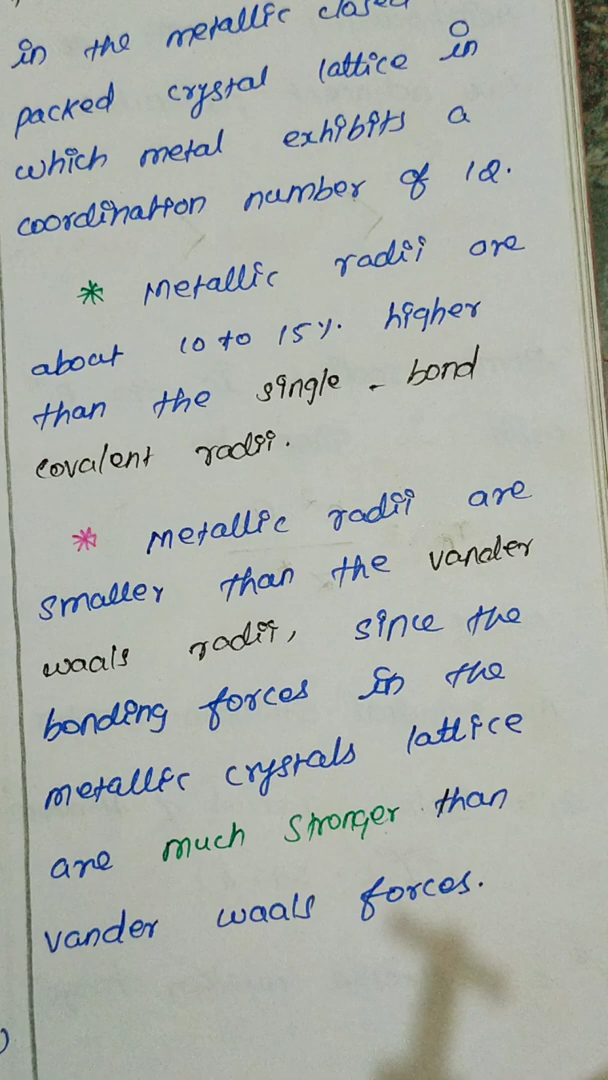 in the metallic closed
packed crystal lattice in
which metal exhibits a
coordination number of 12.
* Metallic radii are
about 10 to 15%. higher
than the single - bond
covalent radii.
* Metallic radii are
smaller than the vander
waals radii, since the
bonding forces in the
metallic crystals lattice
are much stronger than
vander waals forces.